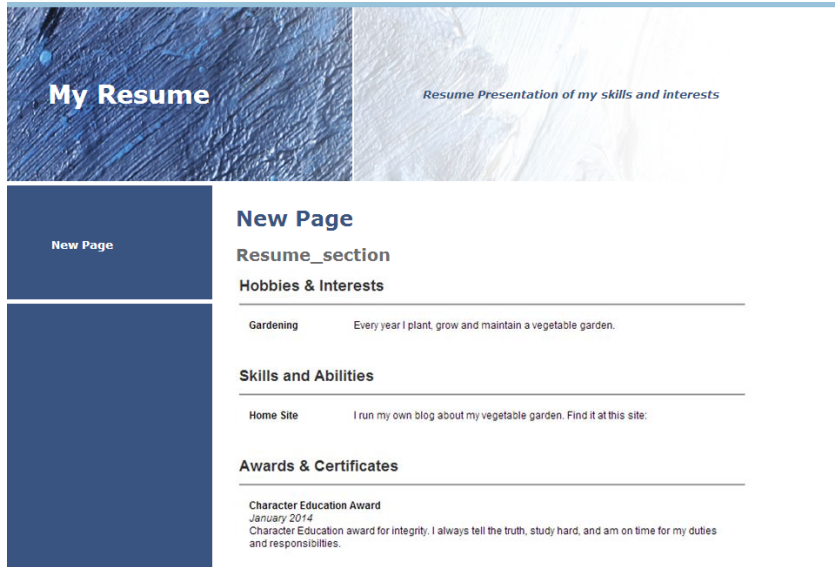 My Resume
Resume Presentation of my skills and interests
New Page
New Page
Resume_section
Hobbies & Interests
Gardening Every year I plant, grow and maintain a vegetable garden.
Skills and Abilities
Home Site I run my own blog about my vegetable garden. Find it at this site:
Awards & Certificates
Character Education Award
January 2014
Character Education award for integrity. I always tell the truth, study hard, and am on time for my duties
and responsibilties.